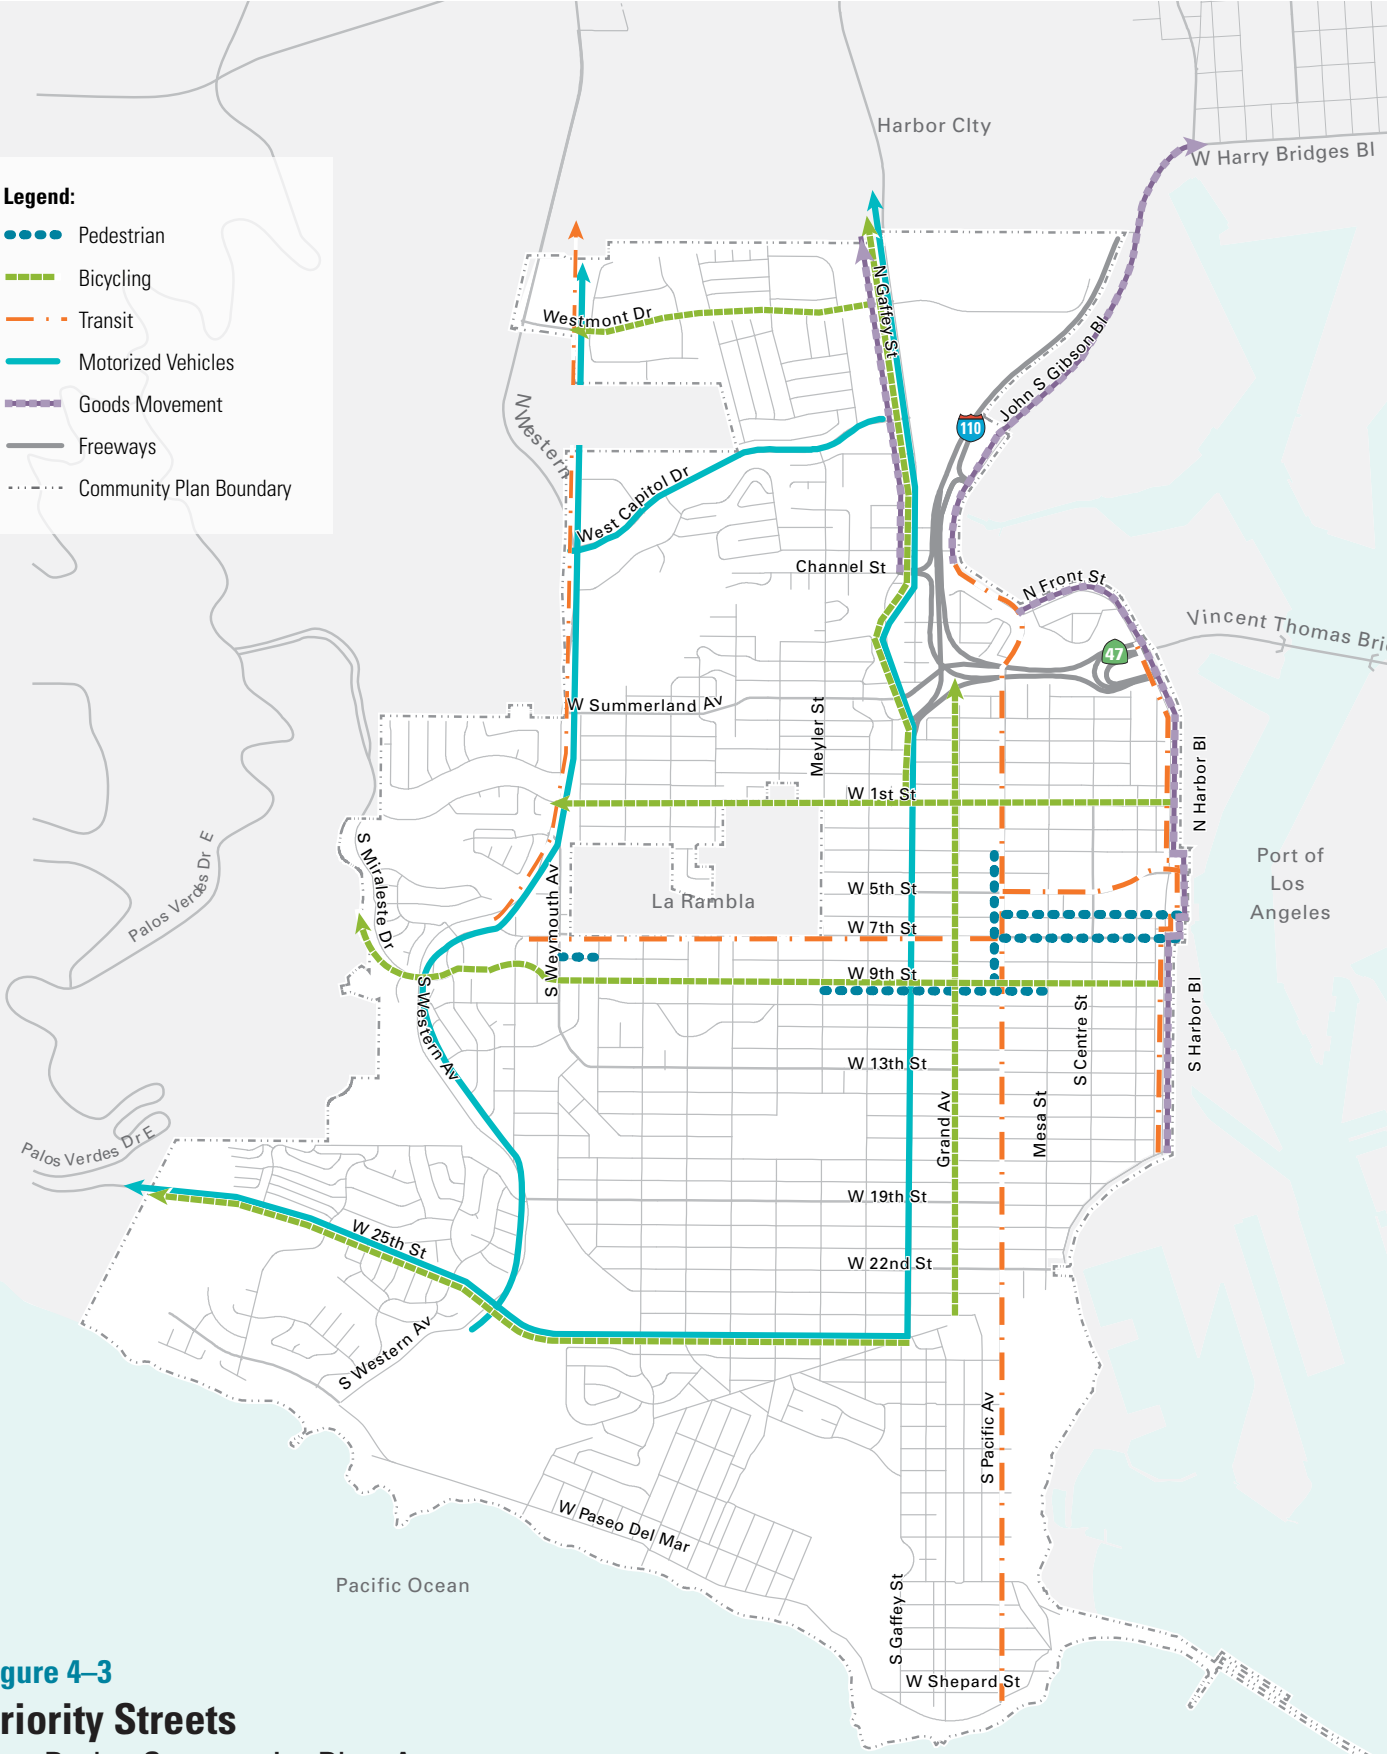 Harbor CIty
W Harry Bridges Bl
Legend:
Pedestrian
Bicycling
Transit
Motorized Vehicles
Goods Movement
Freeways
Community Plan Boundary
Westmont Dr
N Gaffey St
John S Gibson Bl
N Western
110
West Capitol Dr
Channel St
N Front St
Vincent Thomas Bri
47
W Summerland Av
Meyler St
N Harbor Bl
W 1st St
Palos Verdes Dr E
S Miraleste Dr
Port of
Los
Angeles
W 5th St
La Rambla
S Weymouth Av
W 7th St
W 9th St
S Western Av
S Centre St
S Harbor Bl
W 13th St
Grand Av
Mesa St
Palos Verdes Dr E
W 19th St
W 25th St
W 22nd St
S Western Av
S Pacific Av
W Paseo Del Mar
Pacific Ocean
S Gaffey St
W Shepard St
gure 4–3
riority Streets